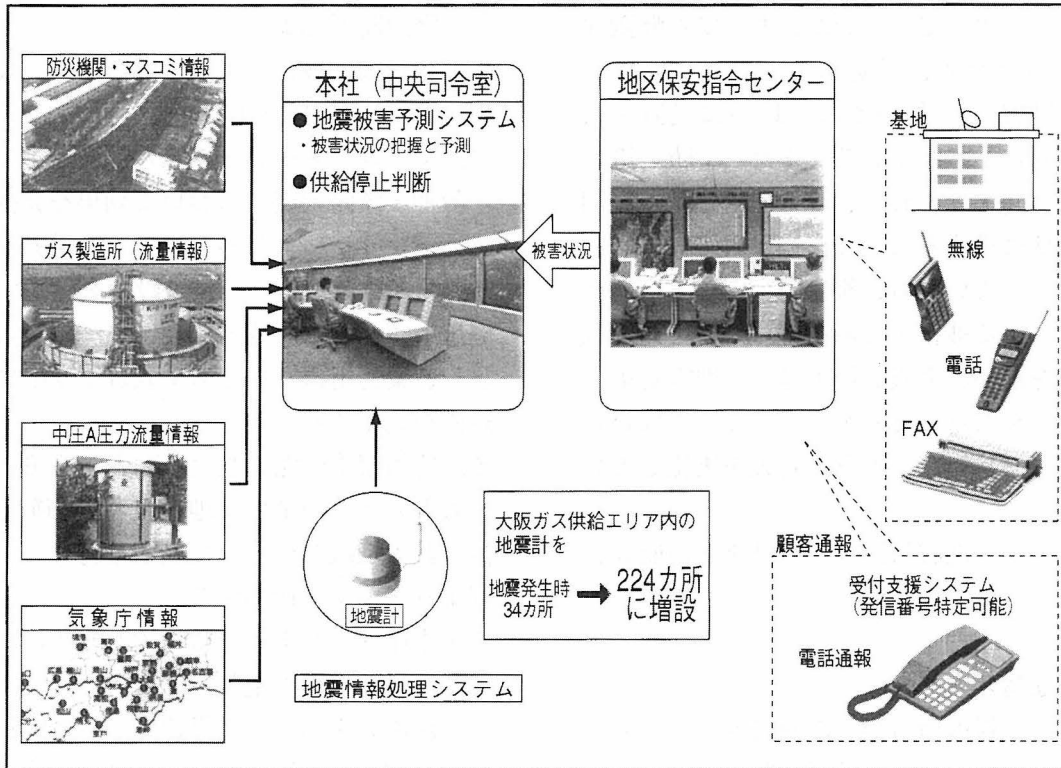 防災機関・マスコミ情報
ガス製造所（流量情報）
中圧A圧力流量情報
気象庁情報
本社（中央司令室）
●地震被害予測システム
・被害状況の把握と予測
●供給停止判断
被害状況
地区保安指令センター
地震計
地震情報処理システム
大阪ガス供給エリア内の
地震計を
地震発生時
34カ所
224カ所
に増設
基地
無線
電話
FAX
顧客通報
受付支援システム
（発信番号特定可能）
電話通報